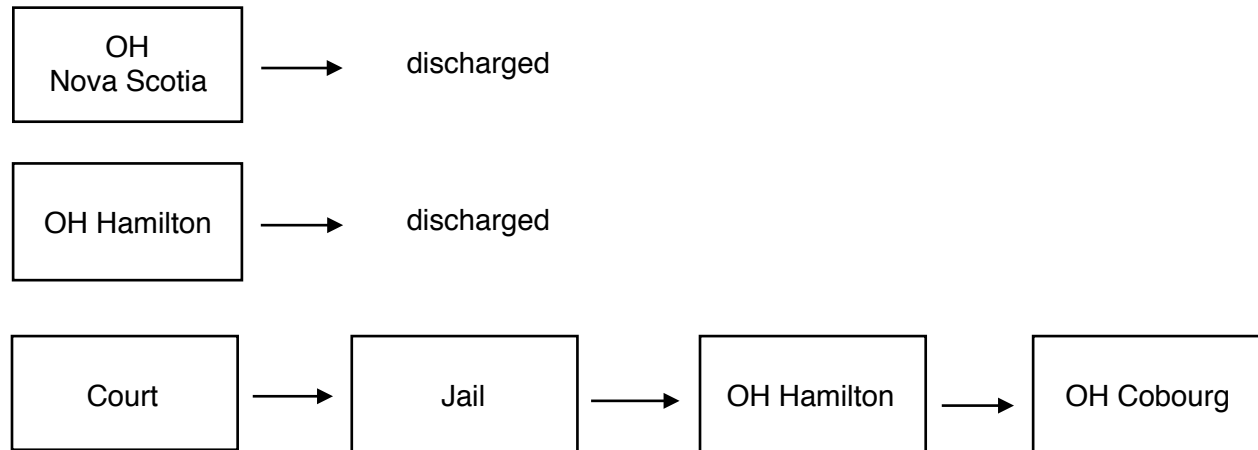 OH
Nova Scotia
discharged
OH Hamilton
discharged
Court
Jail
OH Hamilton
OH Cobourg